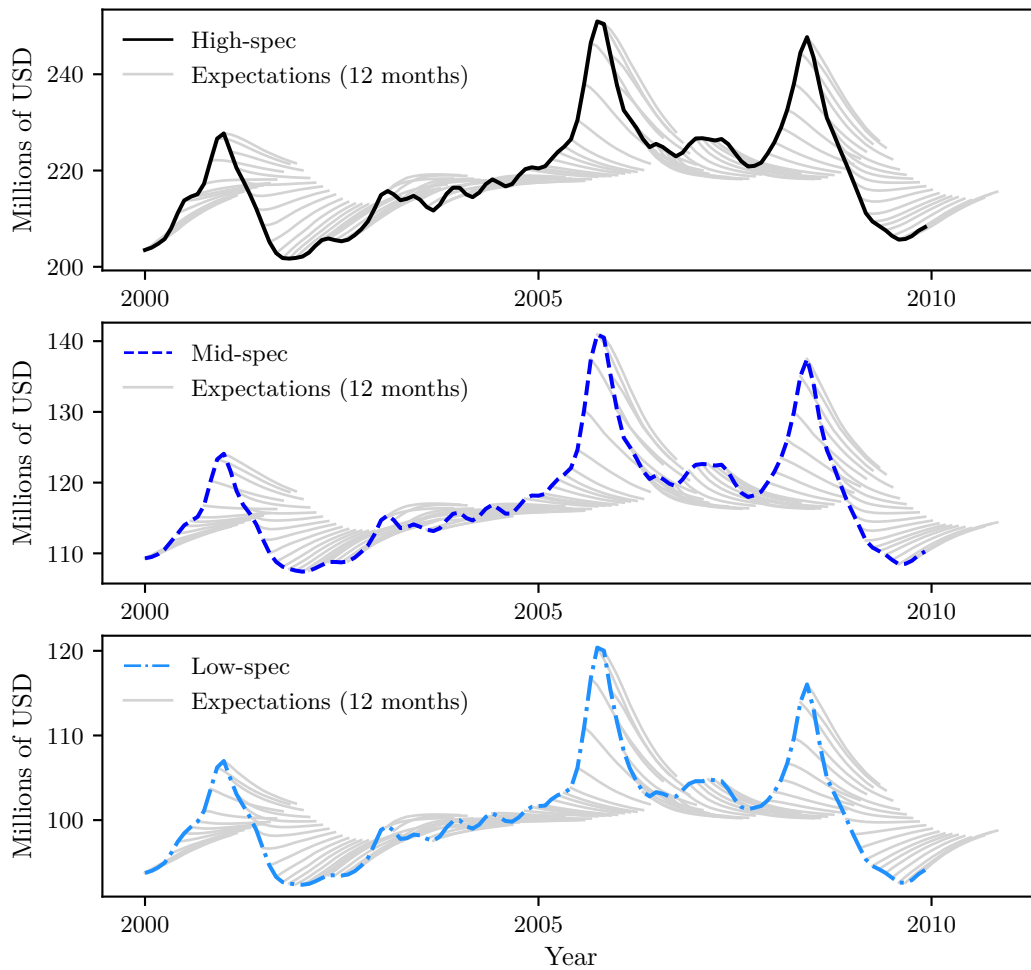 Millions of USD
High-spec
Expectations (12 months)
240
220
200
2000
2005
2010
Millions of USD
Mid-spec
Expectations (12 months)
140
130
120
110
2000
2005
2010
Millions of USD
Low-spec
Expectations (12 months)
120
110
100
2000
2005
2010
Year